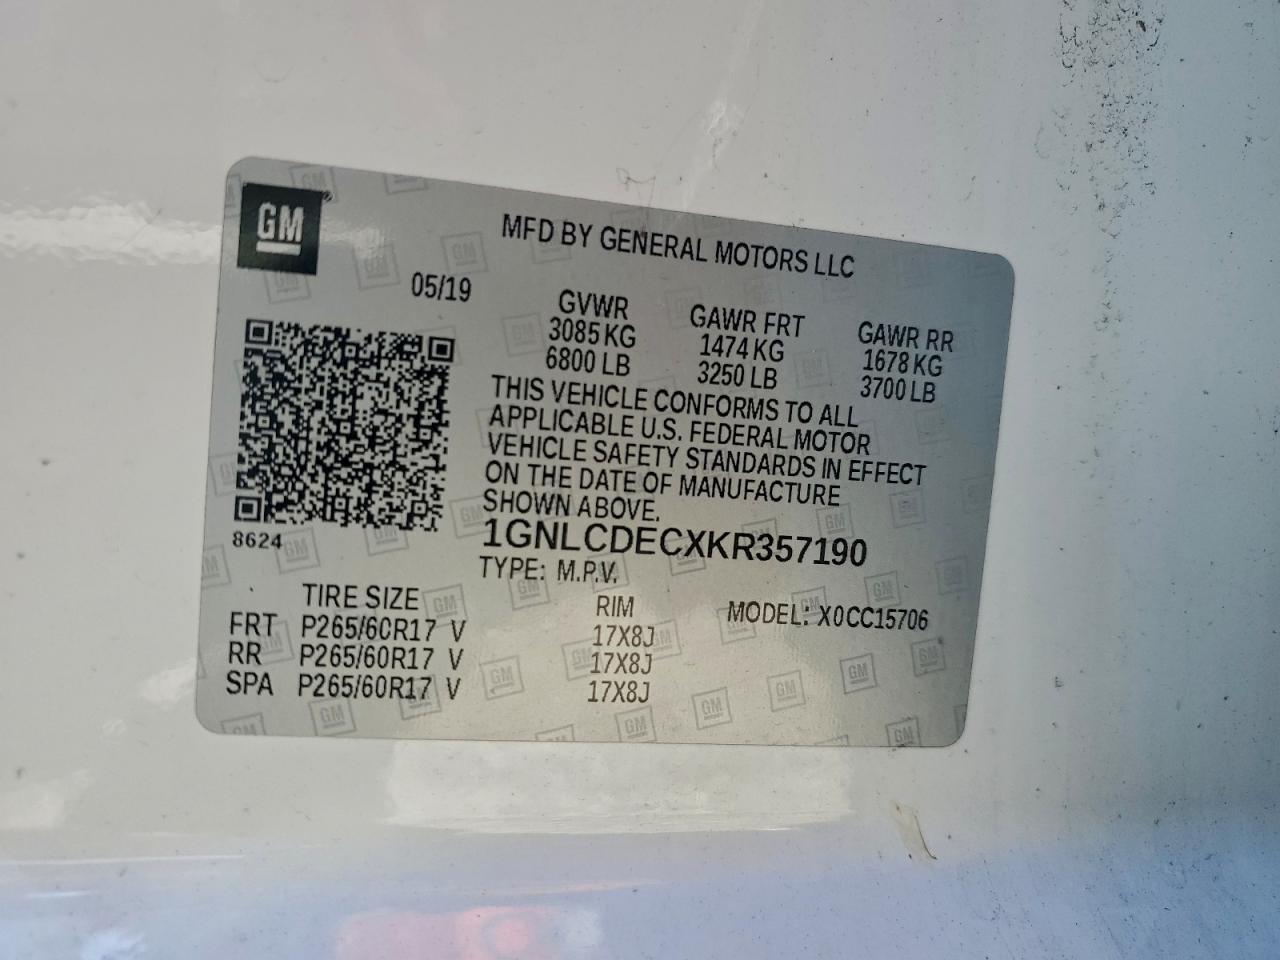 GM
MFD BY GENERAL MOTORS LLC
05/19
GVWR GAWR FRT GAWR RR
3085 KG 1474 KG 1678 KG
6800 LB 3250 LB 3700 LB
THIS VEHICLE CONFORMS TO ALL
APPLICABLE U.S. FEDERAL MOTOR
VEHICLE SAFETY STANDARDS IN EFFECT
ON THE DATE OF MANUFACTURE
SHOWN ABOVE.
8624
1GNLCDECXKR357190
TYPE: M.P.V. MODEL: X0CC15706
TIRE SIZE RIM
FRT P265/60R17 V 17X8J
RR P265/60R17 V 17X8J
SPA P265/60R17 V 17X8J